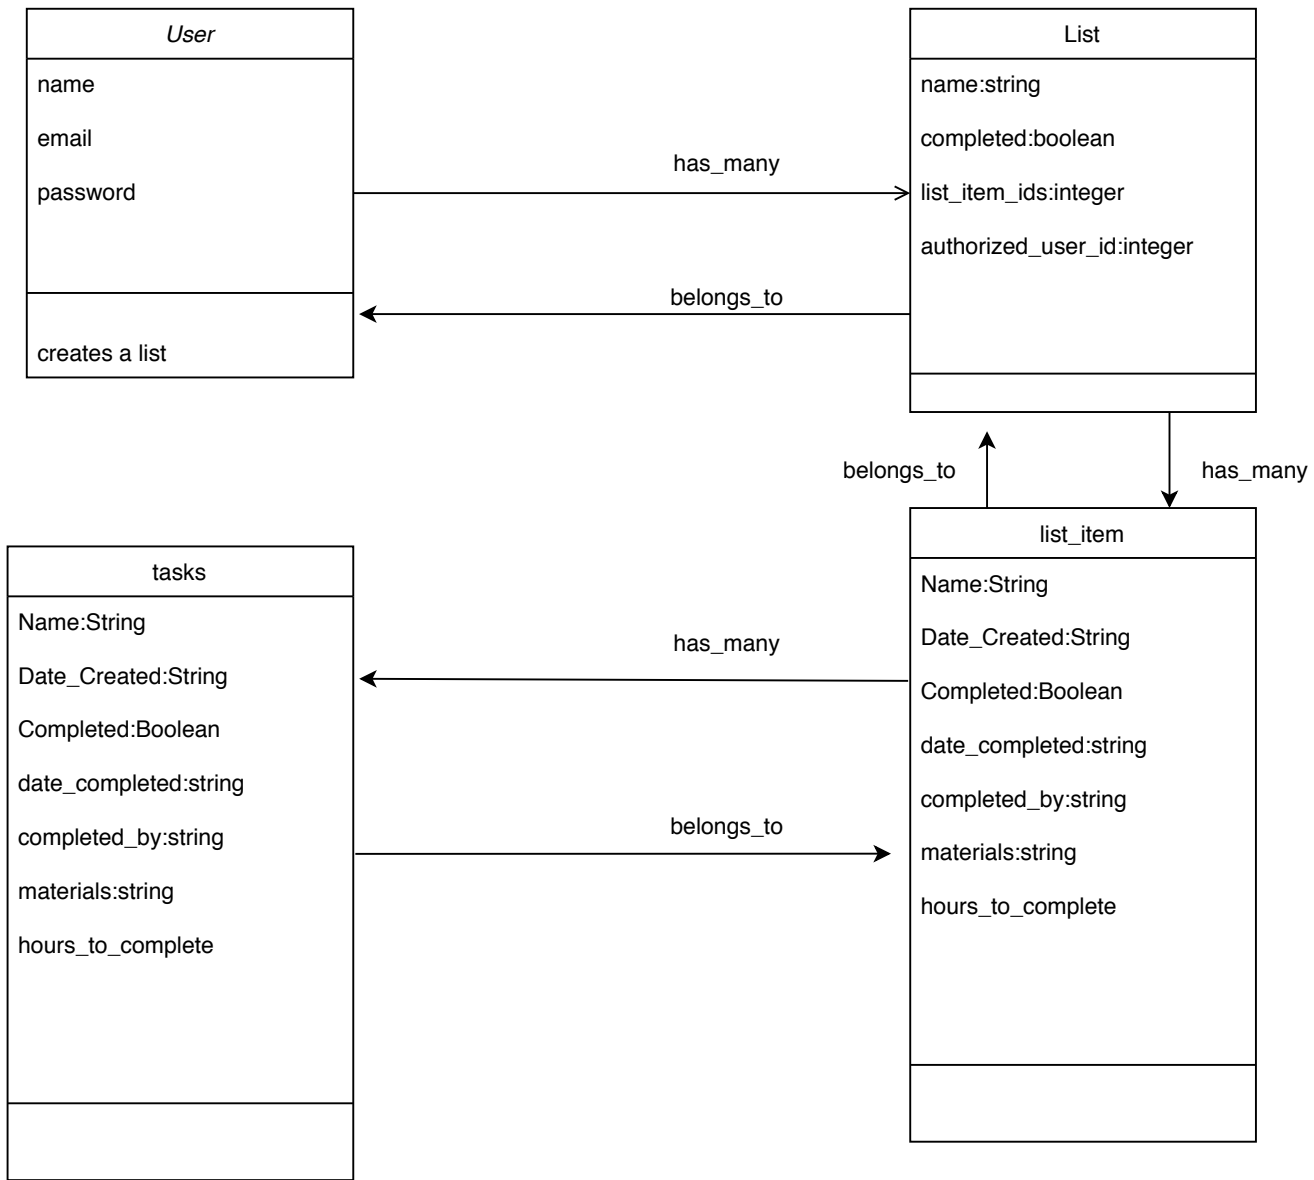 User
name
email
password
creates a list
has_many
belongs_to
List
name:string
completed:boolean
list_item_ids:integer
authorized_user_id:integer
belongs_to
has_many
tasks
Name:String
Date_Created:String
Completed:Boolean
date_completed:string
completed_by:string
materials:string
hours_to_complete
has_many
belongs_to
list_item
Name:String
Date_Created:String
Completed:Boolean
date_completed:string
completed_by:string
materials:string
hours_to_complete